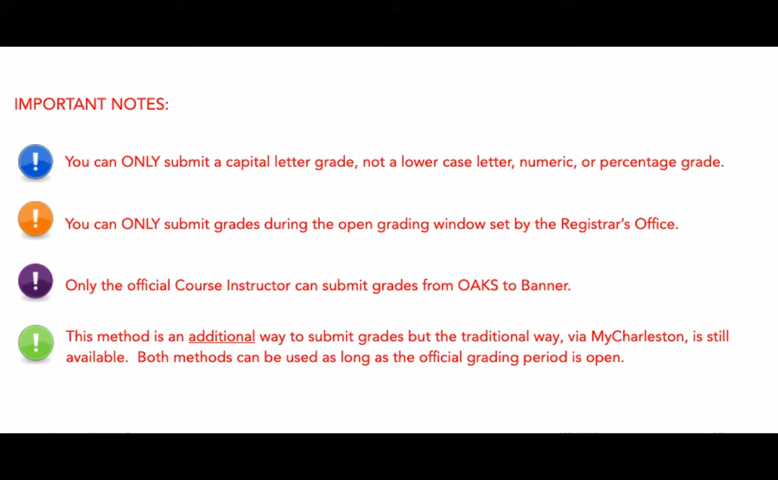 IMPORTANT NOTES:
! You can ONLY submit a capital letter grade, not a lower case letter, numeric, or percentage grade.
! You can ONLY submit grades during the open grading window set by the Registrar's Office.
! Only the official Course Instructor can submit grades from OAKS to Banner.
! This method is an additional way to submit grades but the traditional way, via MyCharleston, is still
available. Both methods can be used as long as the official grading period is open.